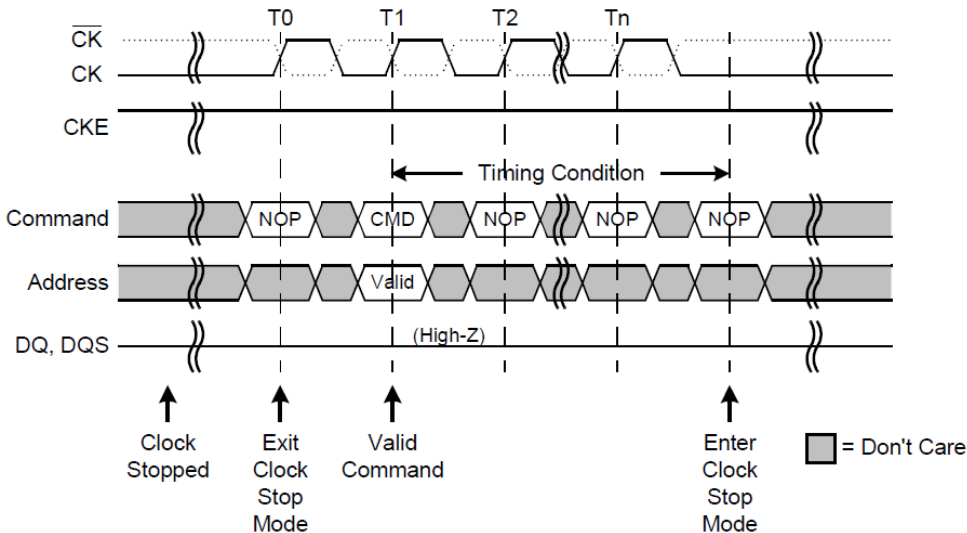 T0 T1 T2 Tn
CK
CK
CKE
Timing Condition
Command NOP CMD NOP NOP NOP
Address Valid
(High-Z)
DQ, DQS
Clock Stopped
Exit Clock Stop Mode
Valid Command
Enter Clock Stop Mode
= Don't Care